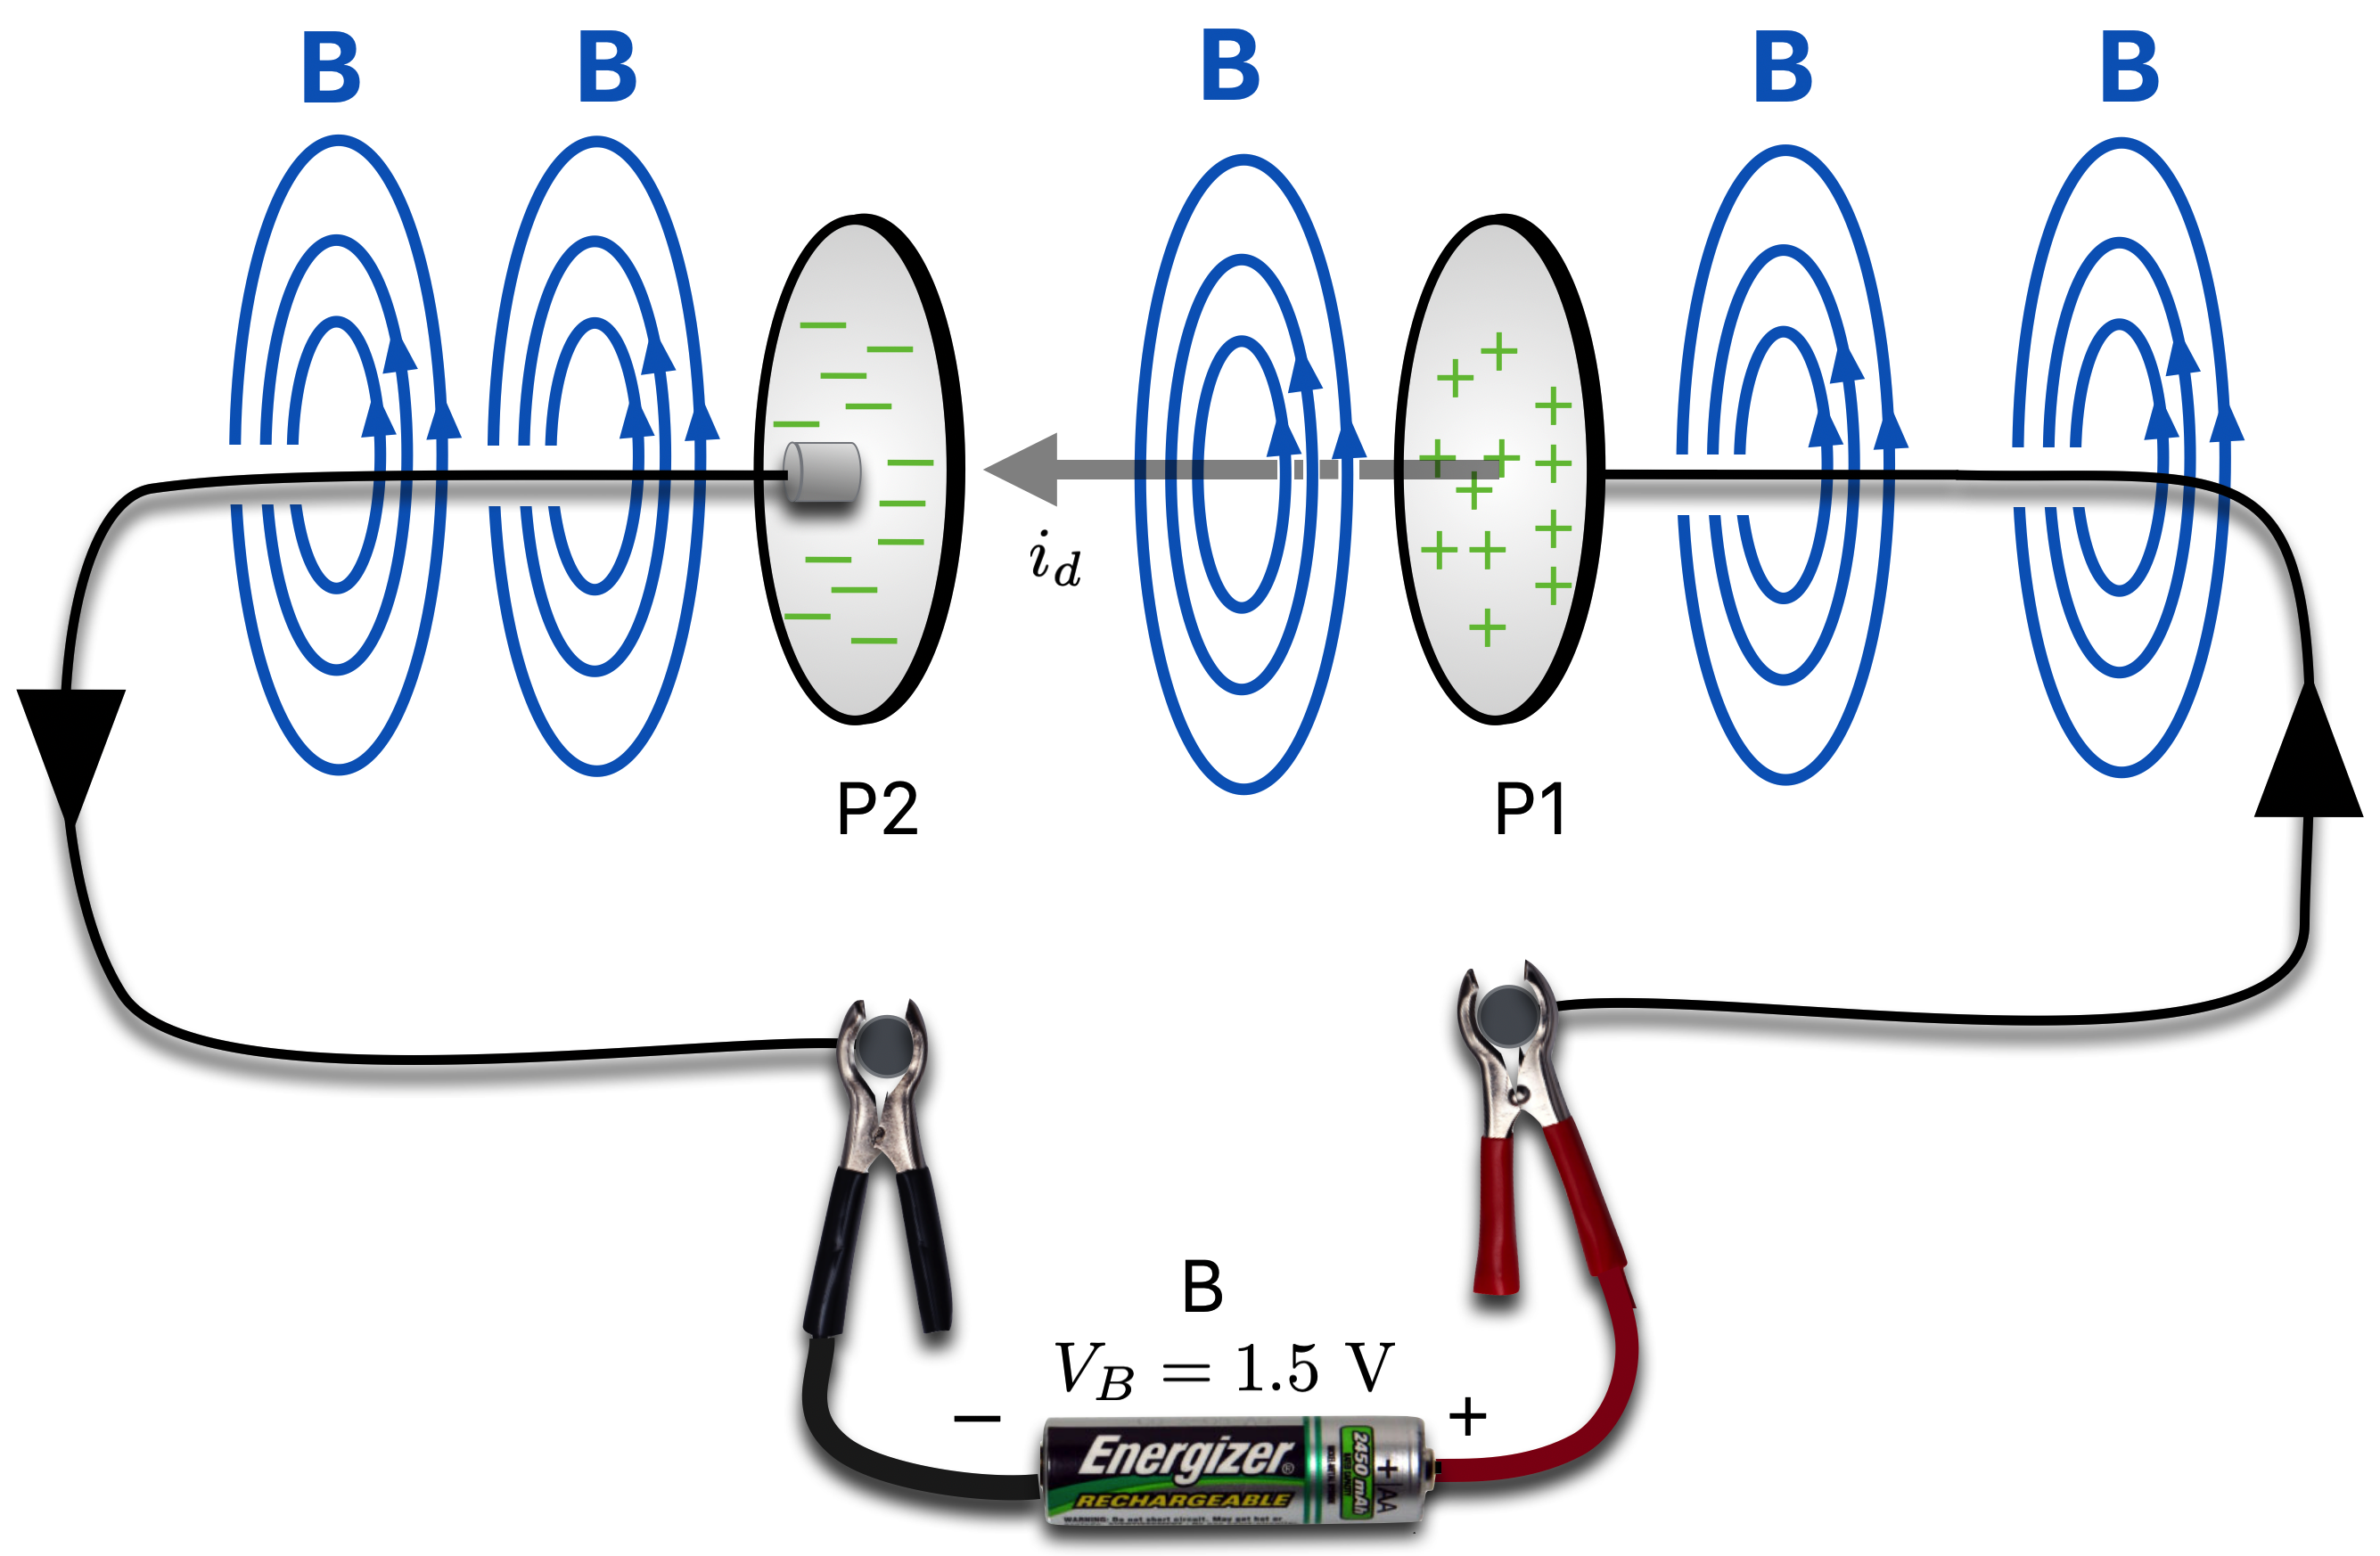 B B B B B
i_d
P2 P1
B
V_B = 1.5 V
− +
Energizer®
RECHARGEABLE
WARNING: Do not short circuit. May get hot or
2450 mAh
+ AA